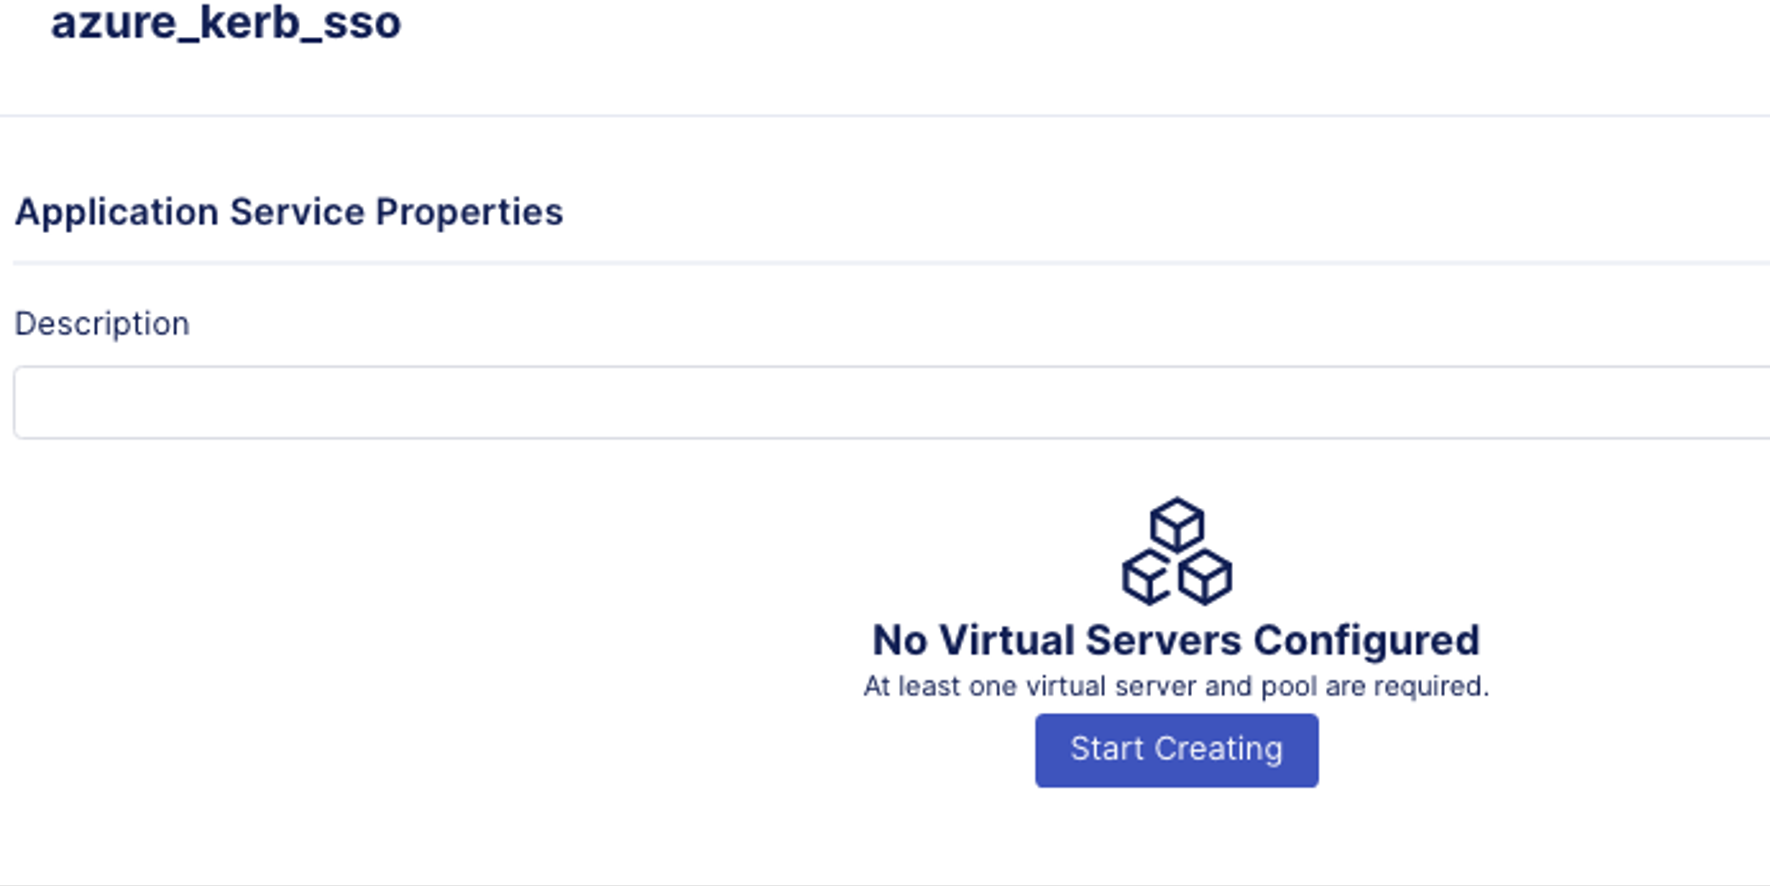 azure_kerb_sso
Application Service Properties
Description
No Virtual Servers Configured
At least one virtual server and pool are required.
Start Creating